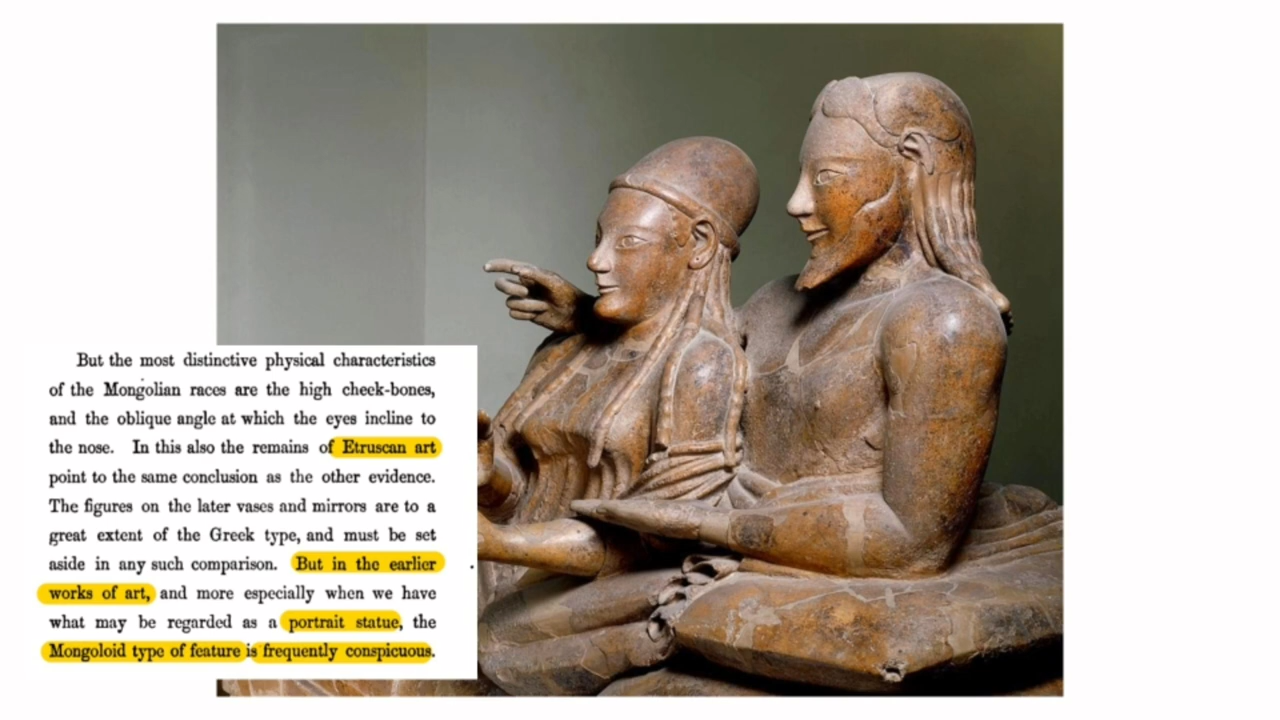 But the most distinctive physical characteristics
of the Mongolian races are the high cheek-bones,
and the oblique angle at which the eyes incline to
the nose. In this also the remains of Etruscan art
point to the same conclusion as the other evidence.
The figures on the later vases and mirrors are to a
great extent of the Greek type, and must be set
aside in any such comparison. But in the earlier
works of art, and more especially when we have
what may be regarded as a portrait statue, the
Mongoloid type of feature is frequently conspicuous.